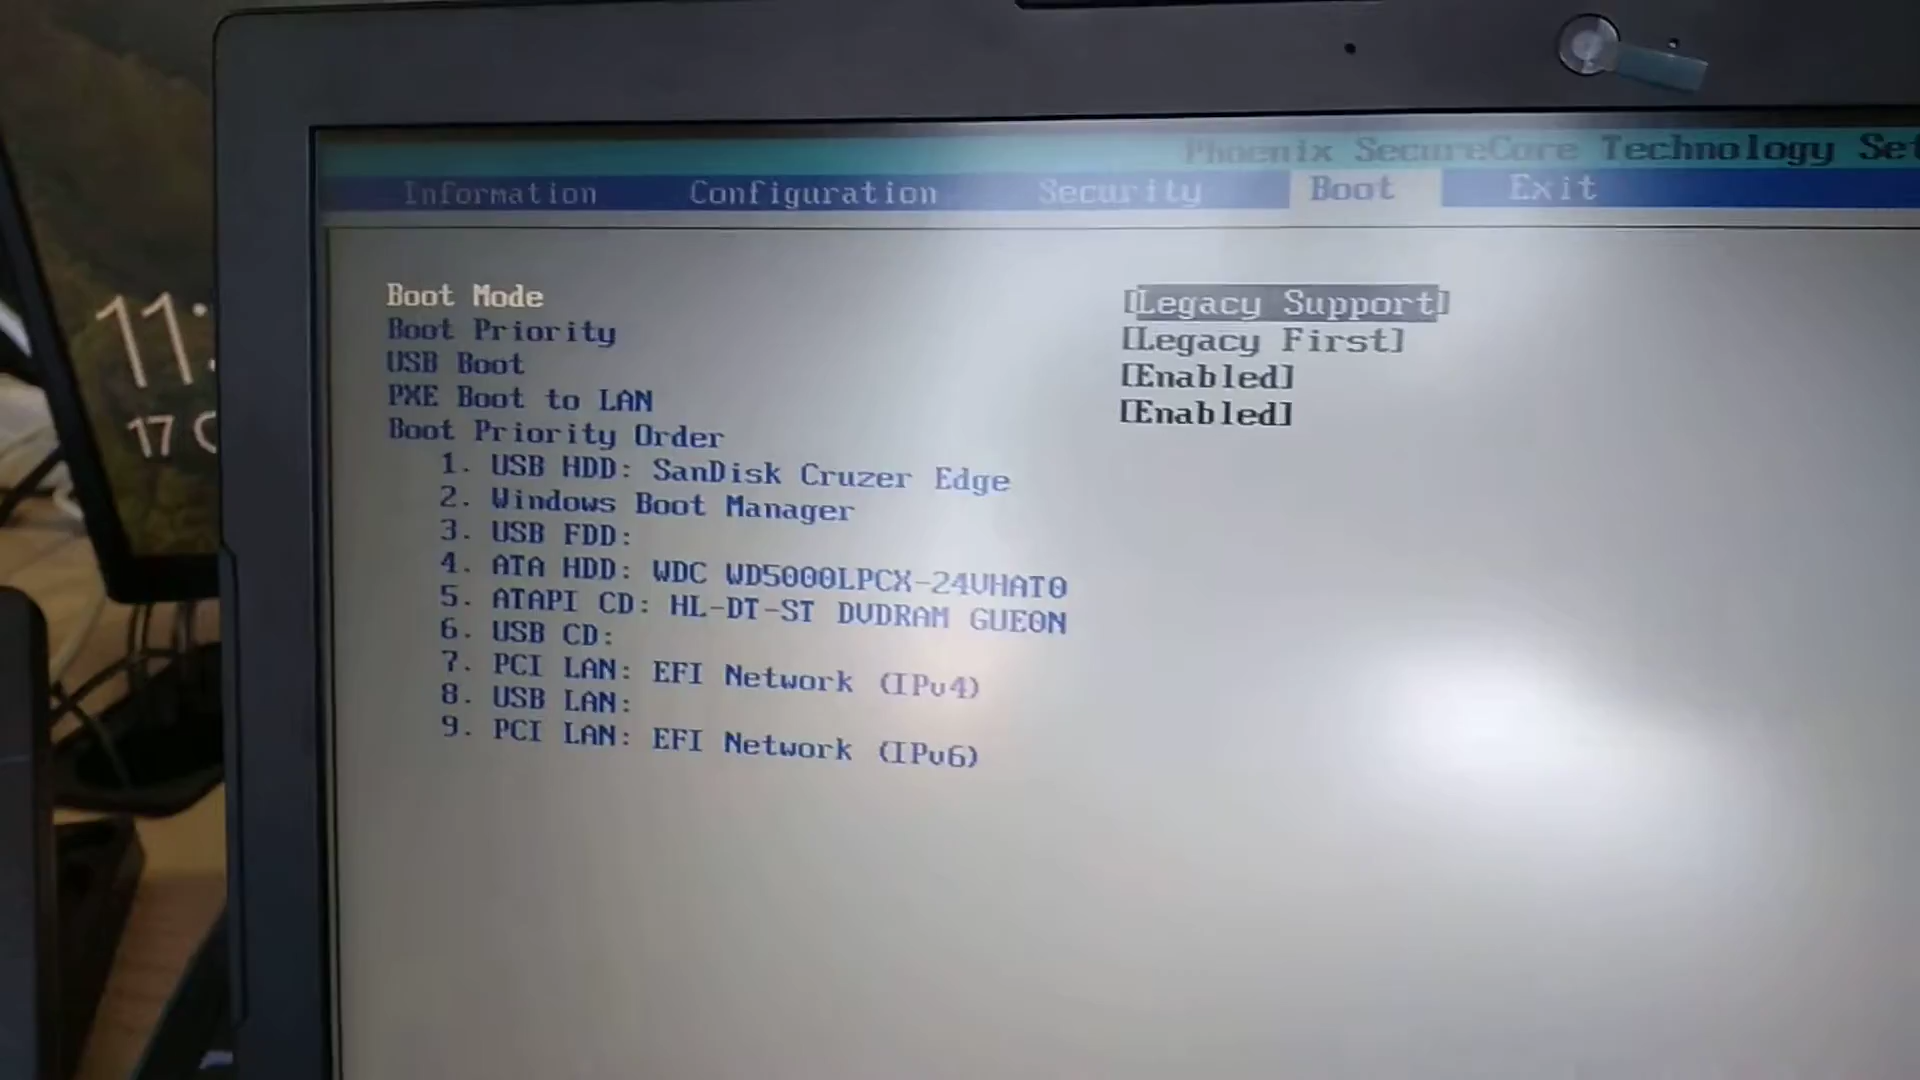 Phoenix SecureCore Technology Set
Information Configuration Security Boot Exit
Boot Mode [Legacy Support]
Boot Priority [Legacy First]
USB Boot [Enabled]
PXE Boot to LAN [Enabled]
Boot Priority Order
1. USB HDD: SanDisk Cruzer Edge
2. Windows Boot Manager
3. USB FDD:
4. ATA HDD: WDC WD5000LPCX-24VHAT0
5. ATAPI CD: HL-DT-ST DVDRAM GUE0N
6. USB CD:
7. PCI LAN: EFI Network (IPv4)
8. USB LAN:
9. PCI LAN: EFI Network (IPv6)
11:
17